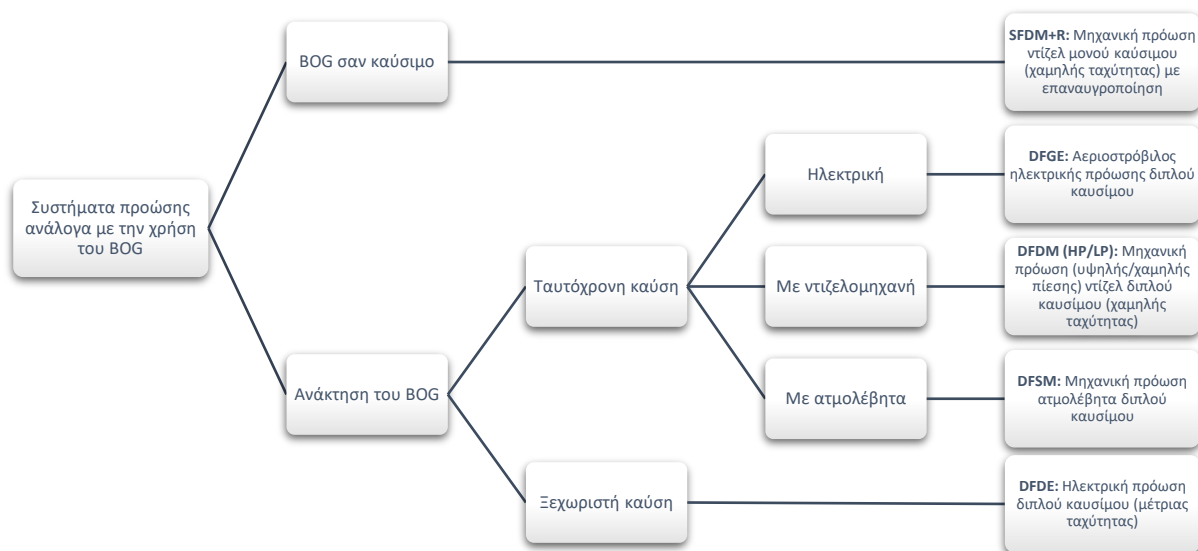 Συστήματα προώσης
ανάλογα με την χρήση
του BOG
BOG σαν καύσιμο
SFDM+R: Μηχανική πρόωση
ντίζελ μονού καύσιμου
(χαμηλής ταχύτητας) με
επαναυγροποίηση
Ανάκτηση του BOG
Ταυτόχρονη καύση
Ηλεκτρική
DFGE: Αεριοστρόβιλος
ηλεκτρικής πρόωσης διπλού
καυσίμου
Με ντιζελομηχανή
DFDM (HP/LP): Μηχανική
πρόωση (υψηλής/χαμηλής
πίεσης) ντίζελ διπλού
καυσίμου (χαμηλής
ταχύτητας)
Με ατμολέβητα
DFSM: Μηχανική πρόωση
ατμολέβητα διπλού
καυσίμου
Ξεχωριστή καύση
DFDE: Ηλεκτρική πρόωση
διπλού καυσίμου (μέτριας
ταχύτητας)